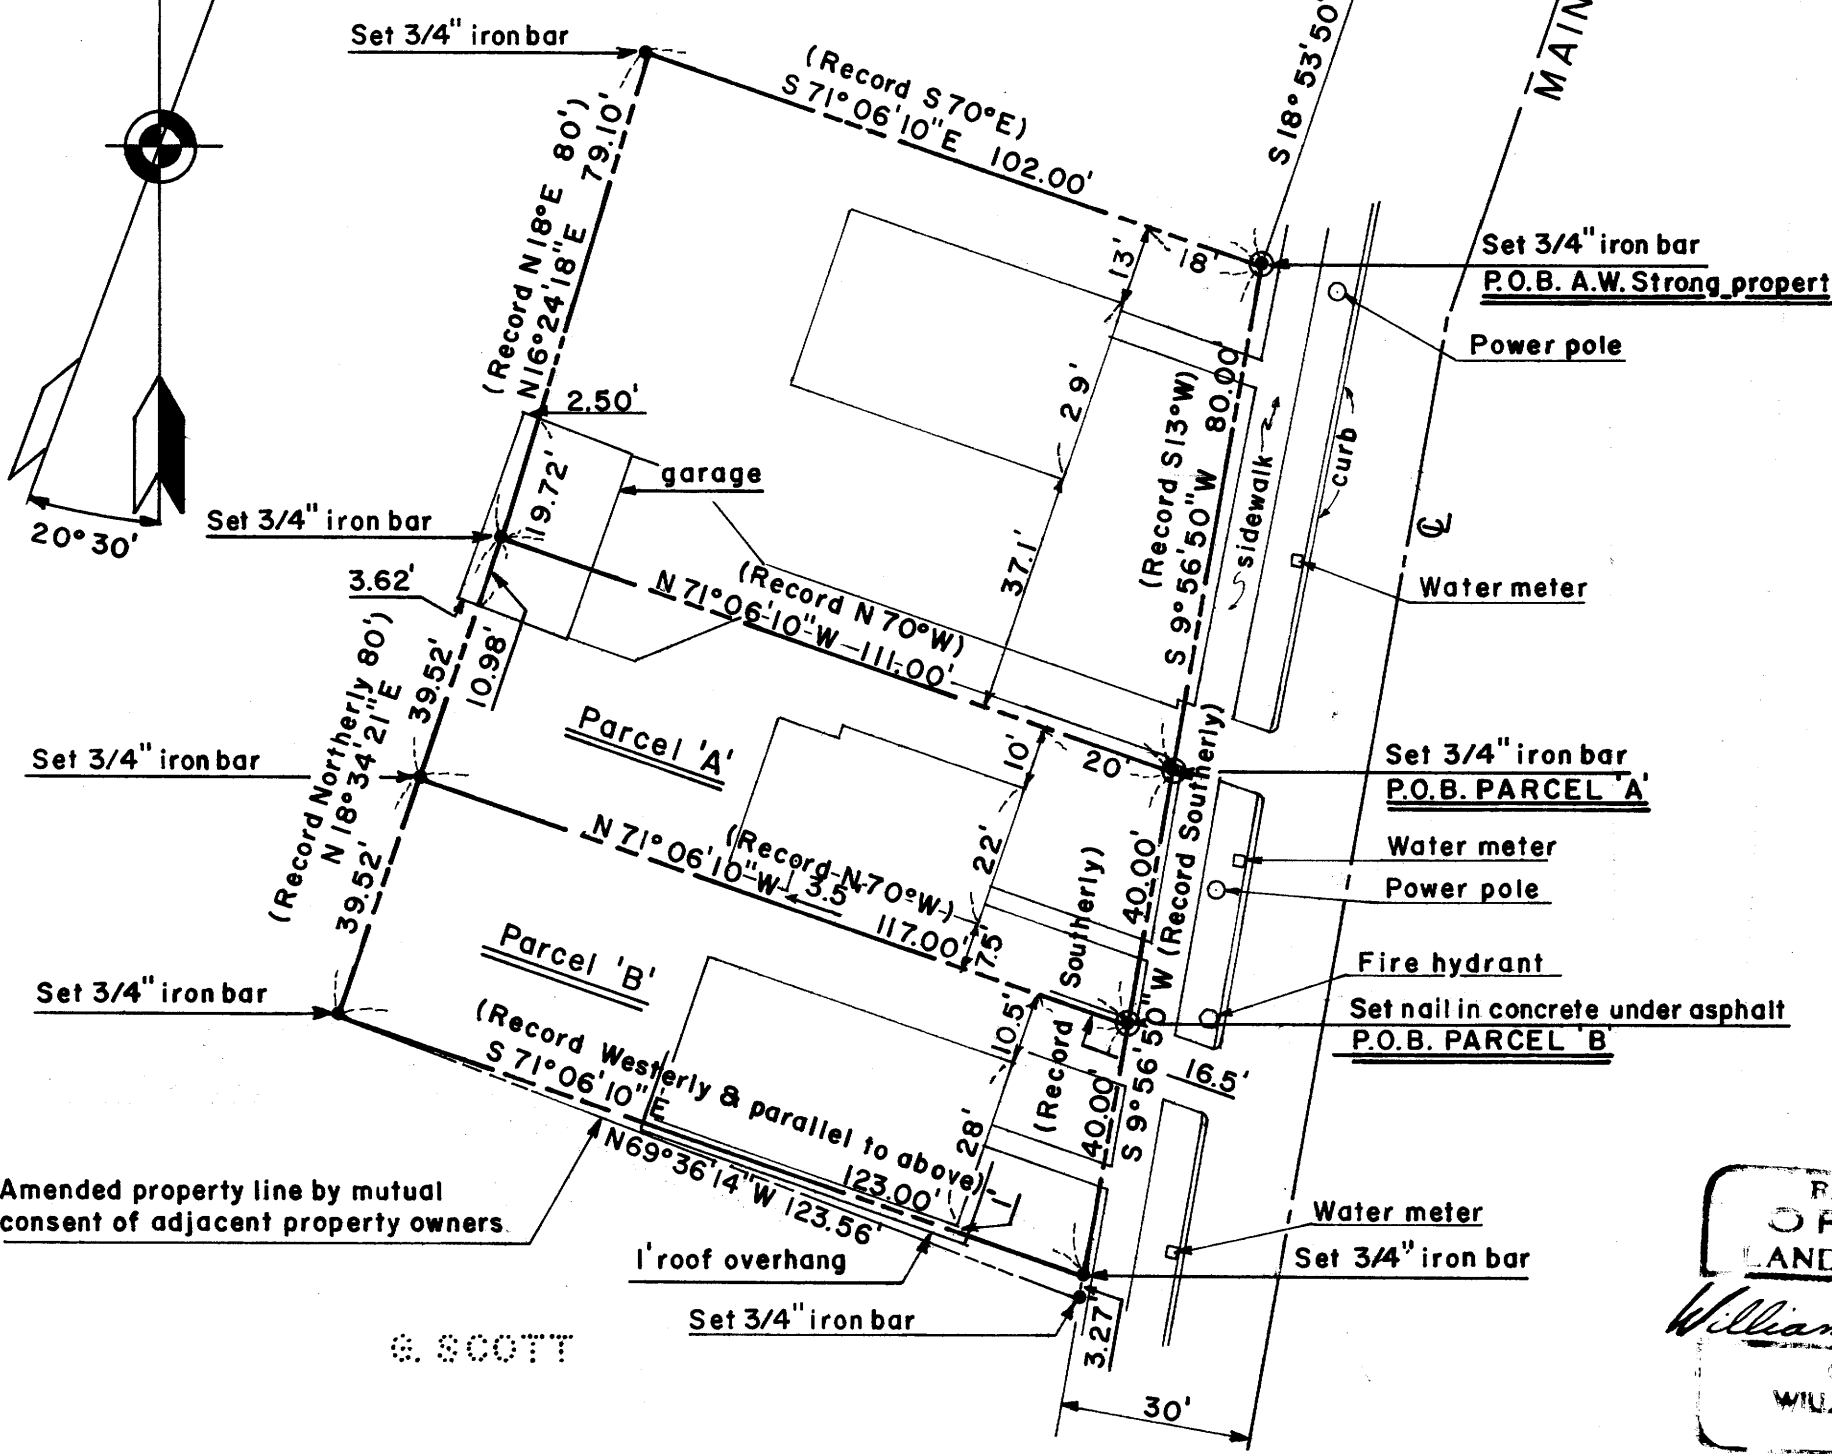 Set 3/4" iron bar
(Record S 70°E)
S 71° 06' 10" E 102.00'
S 18° 53' 50"
MAIN
(Record N 18°E 80')
N 16° 24' 18" E 79.10'
13'
18'
Set 3/4" iron bar
P.O.B. A.W. Strong propert
Power pole
29'
(Record S 13°W)
S 9° 56' 50" W 80.00'
sidewalk
curb
2.50'
garage
19.72'
20° 30'
Set 3/4" iron bar
37.1'
℄
Water meter
3.62'
10.98'
(Record N 70°W)
N 71° 06' 10" W 111.00'
(Record Northerly 80')
N 18° 34' 21" E
39.52'
39.52'
Parcel 'A'
10'
20'
Set 3/4" iron bar
P.O.B. PARCEL 'A'
Set 3/4" iron bar
22'
40.00'
Water meter
Power pole
(Record N 70°W)
N 71° 06' 10" W
3.5
117.00'
7.5
(Record Southerly)
S 9° 56' 50" W (Record Southerly)
Parcel 'B'
Fire hydrant
Set nail in concrete under asphalt
P.O.B. PARCEL 'B'
Set 3/4" iron bar
10.5'
16.5'
40.00'
28'
(Record Westerly & parallel to above)
S 71° 06' 10" E
123.00'
N 69° 36' 14" W 123.56'
1'
Amended property line by mutual
consent of adjacent property owners
1' roof overhang
Water meter
Set 3/4" iron bar
Set 3/4" iron bar
3.27'
30'
G. SCOTT
LAND
William